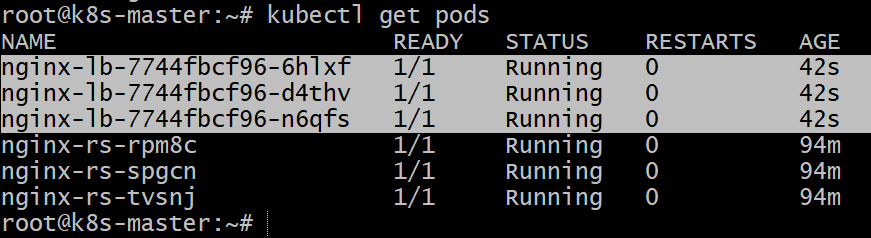 root@k8s-master:~# kubectl get pods
NAME READY STATUS RESTARTS AGE
nginx-lb-7744fbcf96-6hlxf 1/1 Running 0 42s
nginx-lb-7744fbcf96-d4thv 1/1 Running 0 42s
nginx-lb-7744fbcf96-n6qfs 1/1 Running 0 42s
nginx-rs-rpm8c 1/1 Running 0 94m
nginx-rs-spgcn 1/1 Running 0 94m
nginx-rs-tvsnj 1/1 Running 0 94m
root@k8s-master:~#